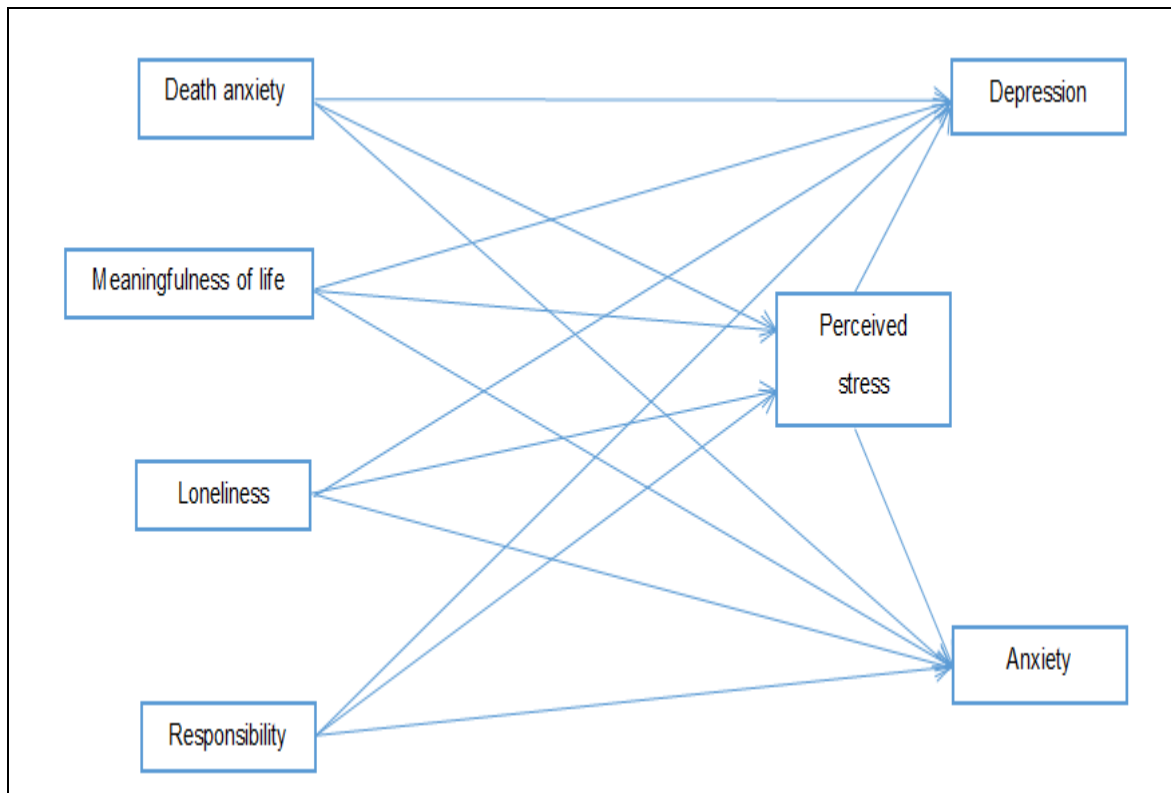 Death anxiety
Depression
Meaningfulness of life
Perceived
stress
Loneliness
Anxiety
Responsibility